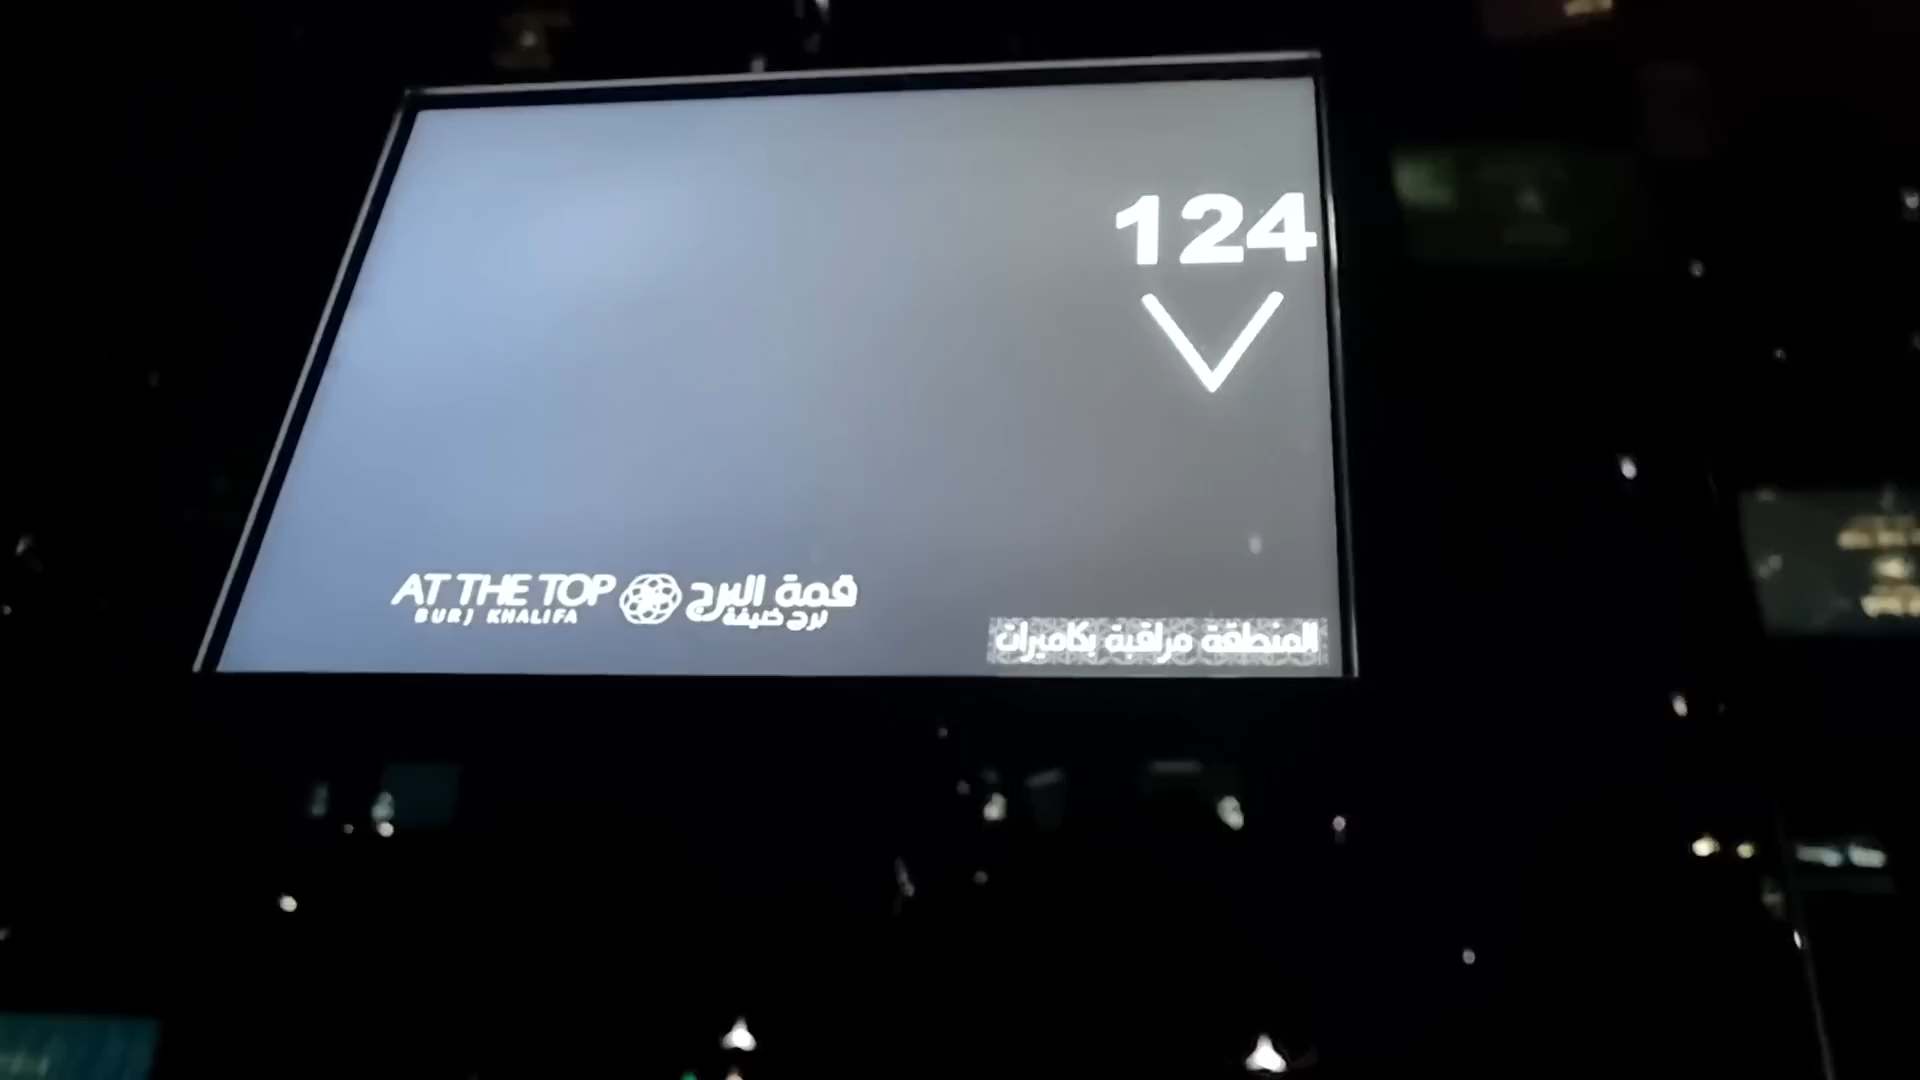 124
AT THE TOP
BURJ KHALIFA
قمة البرج
برج خليفة
المنطقة مراقبة بكاميرات